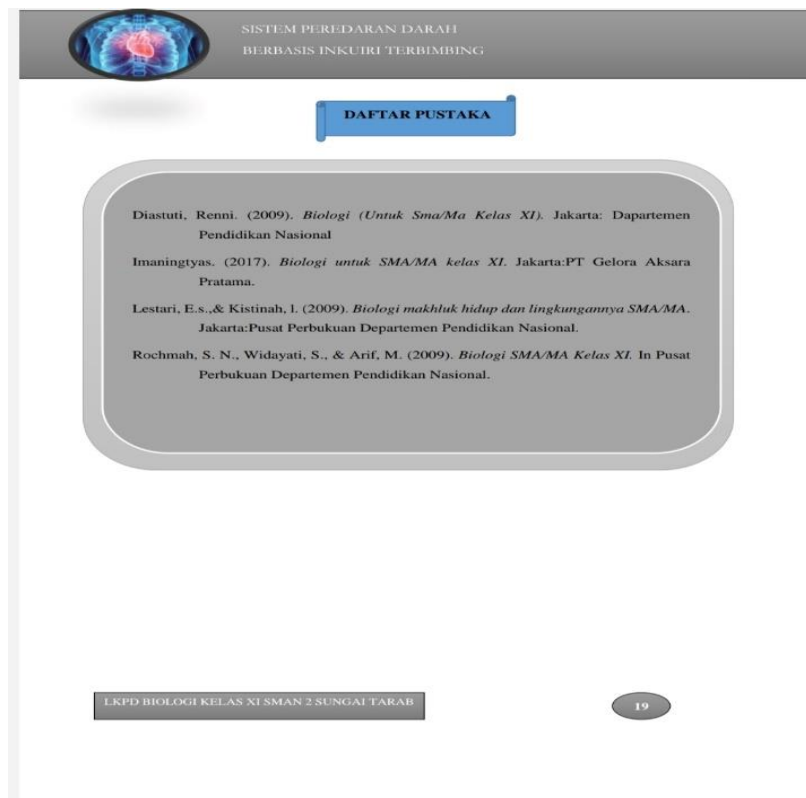 SISTEM PEREDARAN DARAH
BERBASIS INKUIRI TERBIMBING
DAFTAR PUSTAKA
Diastuti, Renni. (2009). Biologi (Untuk Sma/Ma Kelas XI). Jakarta: Dapartemen
Pendidikan Nasional
Imaningtyas. (2017). Biologi untuk SMA/MA kelas XI. Jakarta:PT Gelora Aksara
Pratama.
Lestari, E.s.,& Kistinah, l. (2009). Biologi makhluk hidup dan lingkungannya SMA/MA.
Jakarta:Pusat Perbukuan Departemen Pendidikan Nasional.
Rochmah, S. N., Widayati, S., & Arif, M. (2009). Biologi SMA/MA Kelas XI. In Pusat
Perbukuan Departemen Pendidikan Nasional.
LKPD BIOLOGI KELAS XI SMAN 2 SUNGAI TARAB
19